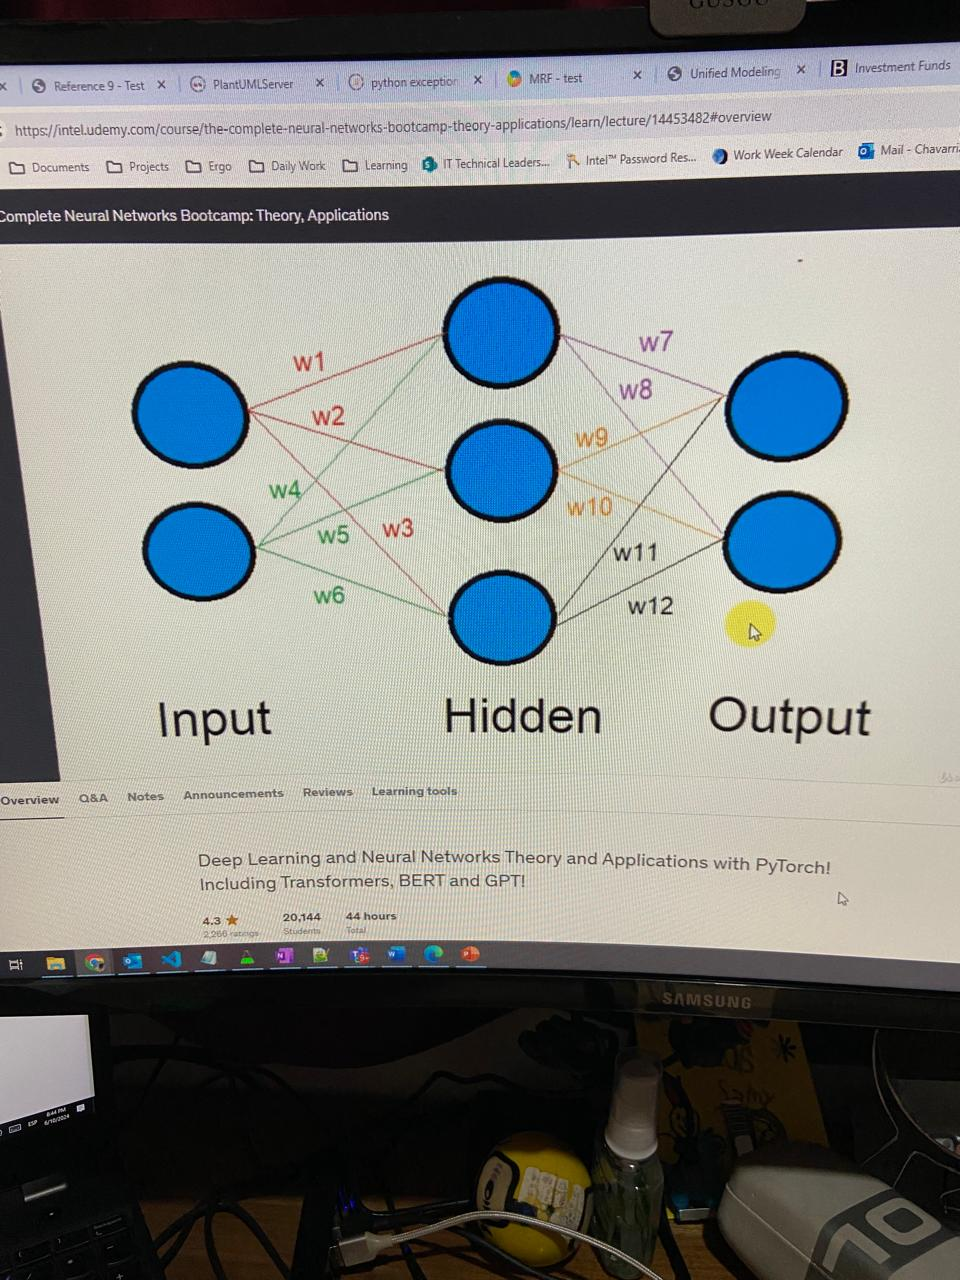 Reference 9 - Test
PlantUMLServer
python exception
MRF - test
Unified Modeling
B Investment Funds
https://intel.udemy.com/course/the-complete-neural-networks-bootcamp-theory-applications/learn/lecture/14453482#overview
Documents
Projects
Ergo
Daily Work
Learning
IT Technical Leaders...
Intel™ Password Res...
Work Week Calendar
Mail - Chavarri
Complete Neural Networks Bootcamp: Theory, Applications
w1
w2
w4
w5
w3
w6
w7
w8
w9
w10
w11
w12
Input
Hidden
Output
Overview
Q&A
Notes
Announcements
Reviews
Learning tools
Deep Learning and Neural Networks Theory and Applications with PyTorch!
Including Transformers, BERT and GPT!
4.3
20,144
44 hours
2,266 ratings
Students
Total
SAMSUNG
8:44 PM
ESP
6/10/2024
Samy
10